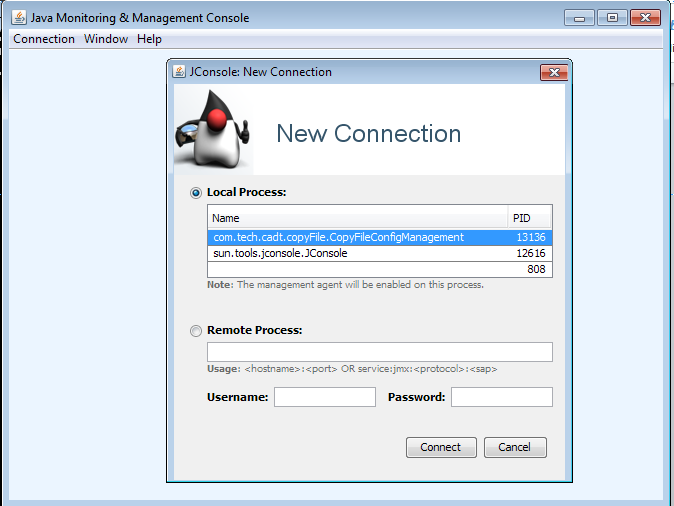 Java Monitoring & Management Console
Connection Window Help
JConsole: New Connection
New Connection
Local Process:
Name PID
com.tech.cadt.copyFile.CopyFileConfigManagement 13136
sun.tools.jconsole.JConsole 12616
808
Note: The management agent will be enabled on this process.
Remote Process:
Usage: <hostname>:<port> OR service:jmx:<protocol>:<sap>
Username: Password:
Connect Cancel